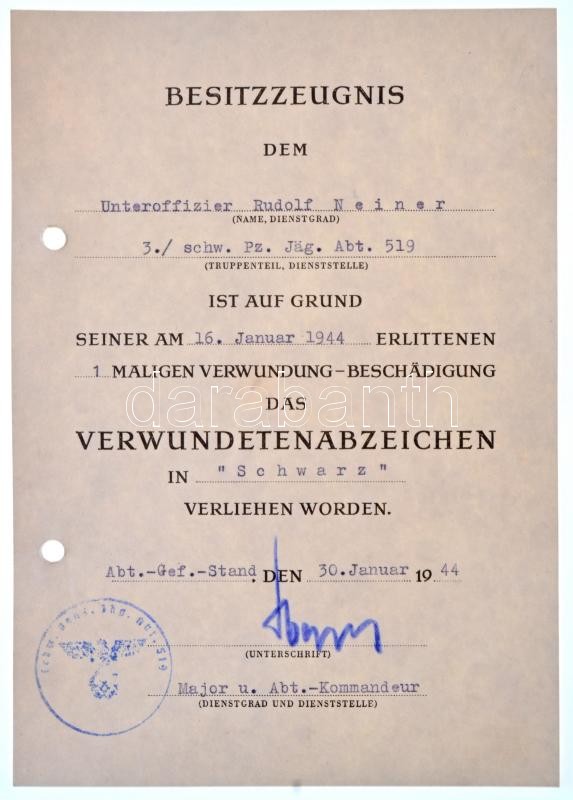 BESITZZEUGNIS
DEM
Unteroffizier Rudolf Neiner
(NAME, DIENSTGRAD)
3./ schw. Pz. Jäg. Abt. 519
(TRUPPENTEIL, DIENSTSTELLE)
IST AUF GRUND
SEINER AM 16. Januar 1944 ERLITTENEN
1 MALIGEN VERWUNDUNG–BESCHÄDIGUNG
DAS
darabanth
VERWUNDETENABZEICHEN
IN "Schwarz"
VERLIEHEN WORDEN.
Abt.-Gef.-Stand, DEN 30.Januar 1944
(UNTERSCHRIFT)
Major u. Abt.-Kommandeur
(DIENSTGRAD UND DIENSTSTELLE)